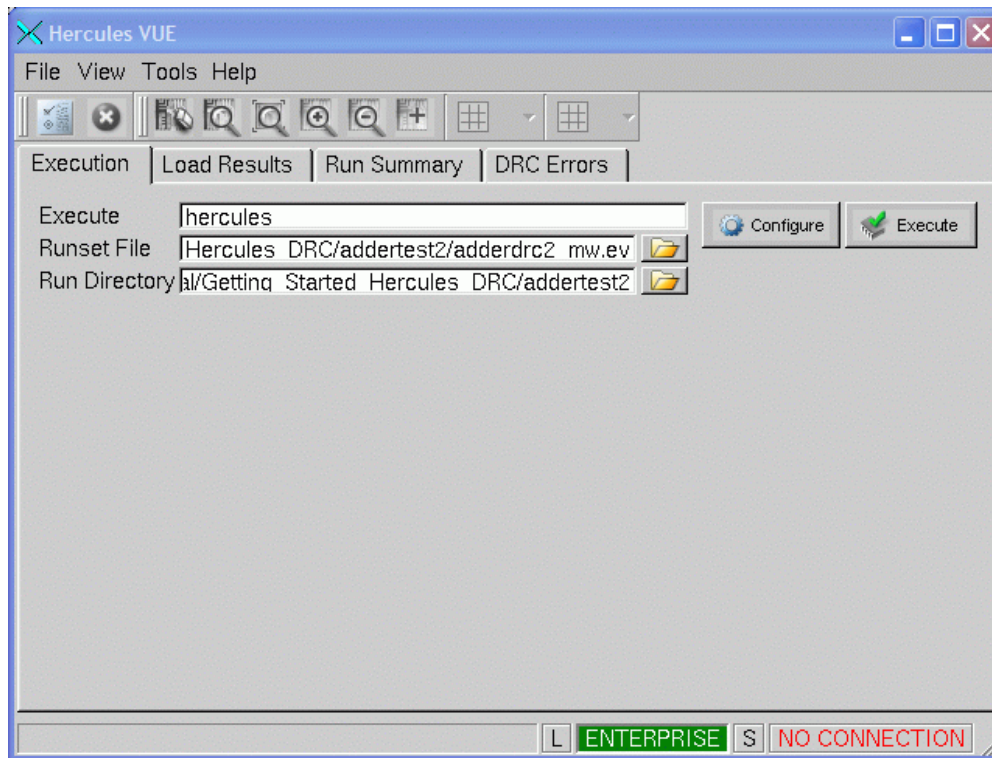 Hercules VUE
File View Tools Help
Execution Load Results Run Summary DRC Errors
Execute hercules Configure Execute
Runset File Hercules_DRC/addertest2/adderdrc2_mw.ev
Run Directory al/Getting_Started_Hercules_DRC/addertest2
L ENTERPRISE S NO CONNECTION